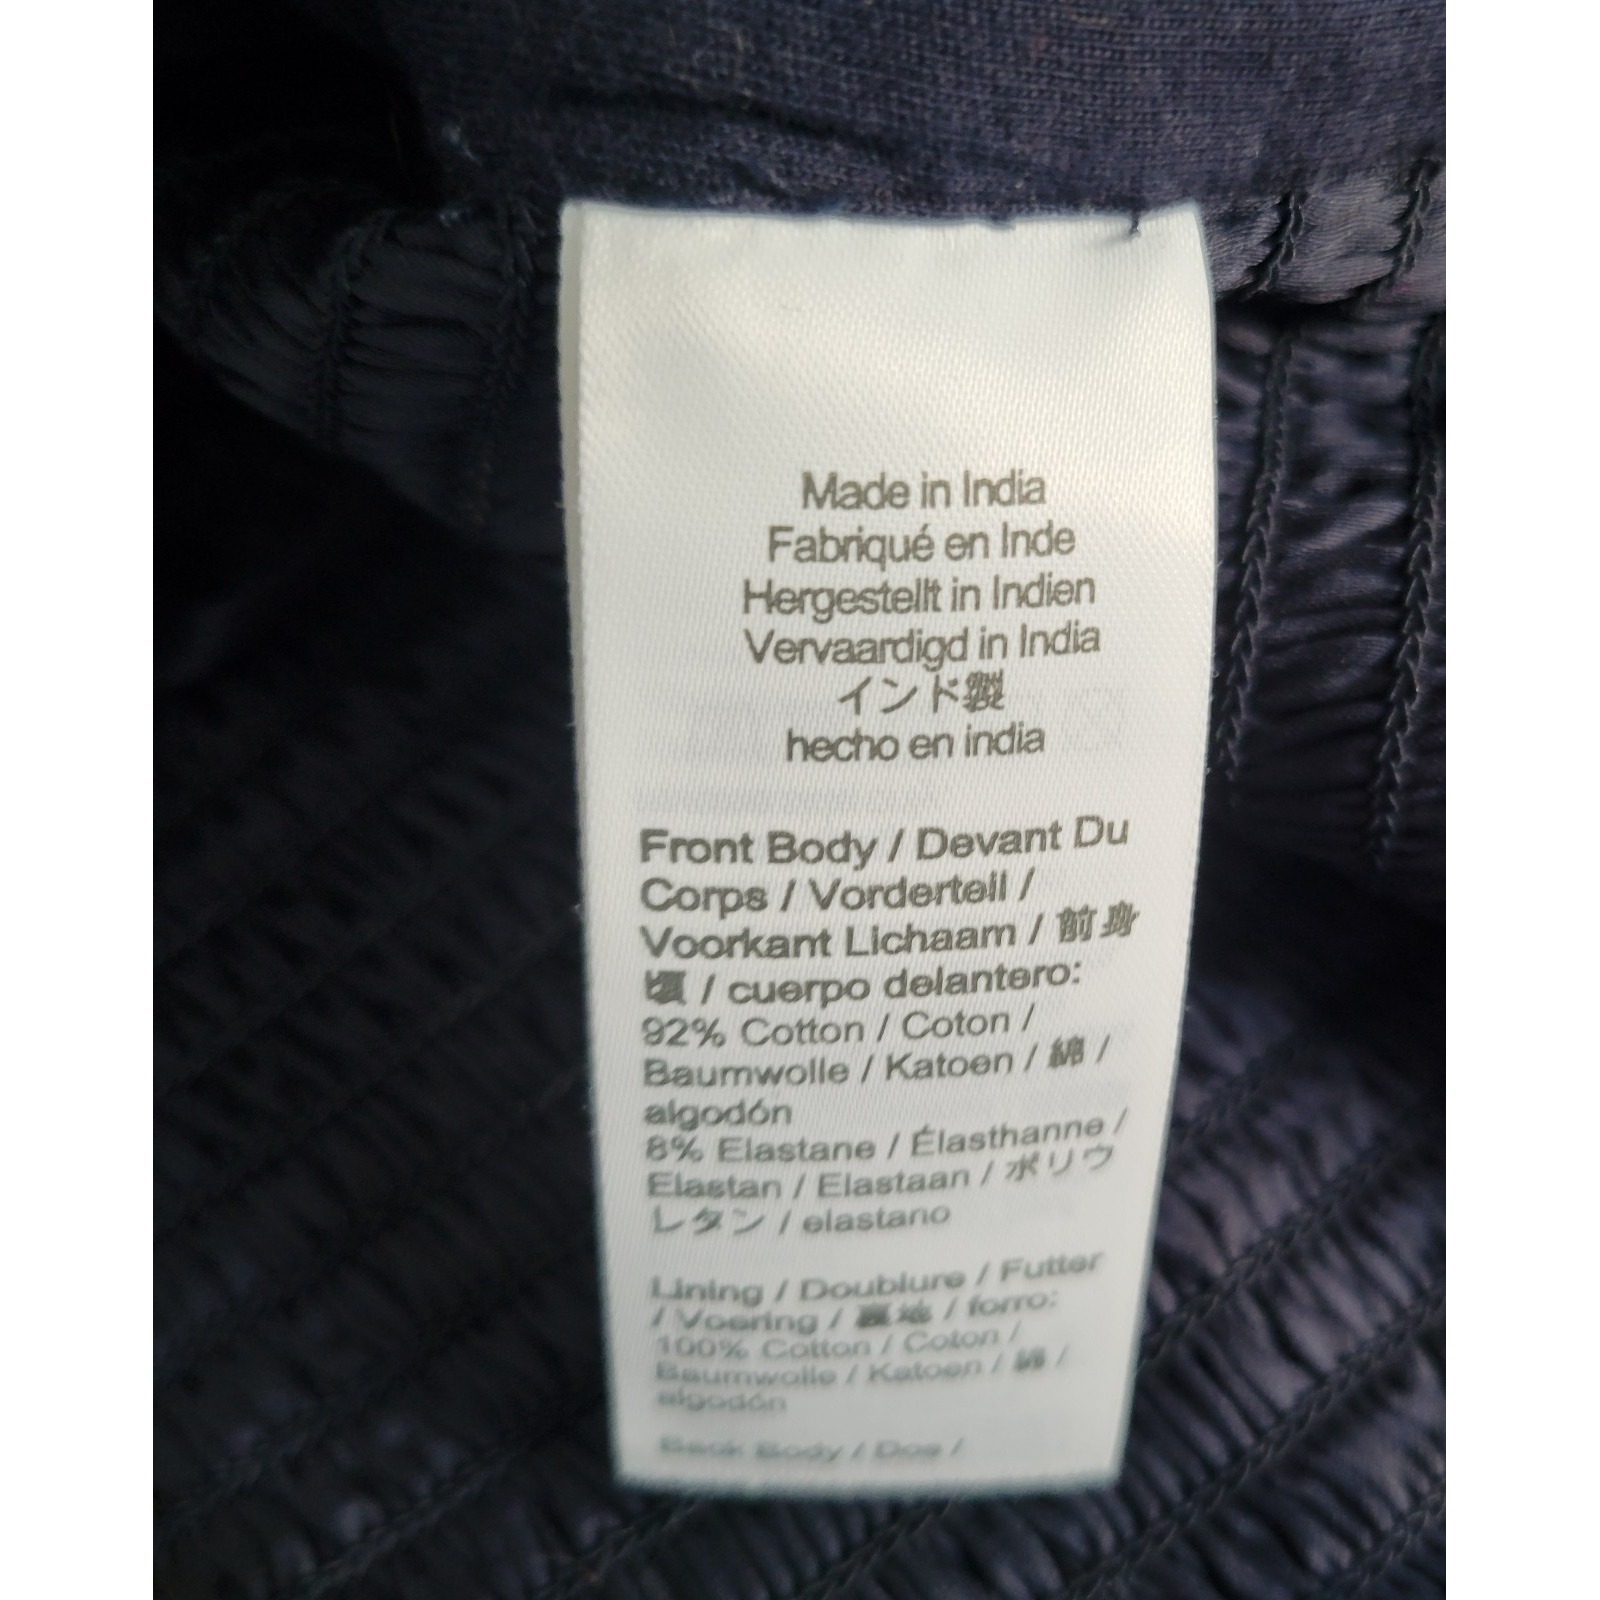 Made in India
Fabriqué en Inde
Hergestellt in Indien
Vervaardigd in India
インド製
hecho en india
Front Body / Devant Du
Corps / Vorderteil /
Voorkant Lichaam / 前身
頃 / cuerpo delantero:
92% Cotton / Coton /
Baumwolle / Katoen / 綿 /
algodón
8% Elastane / Élasthanne /
Elastan / Elastaan / ポリウ
レタン / elastano
Lining / Doublure / Futter
/ Voering / 裏地 / forro:
100% Cotton / Coton /
Baumwolle / Katoen / 綿 /
algodón
Back Body / Dos /